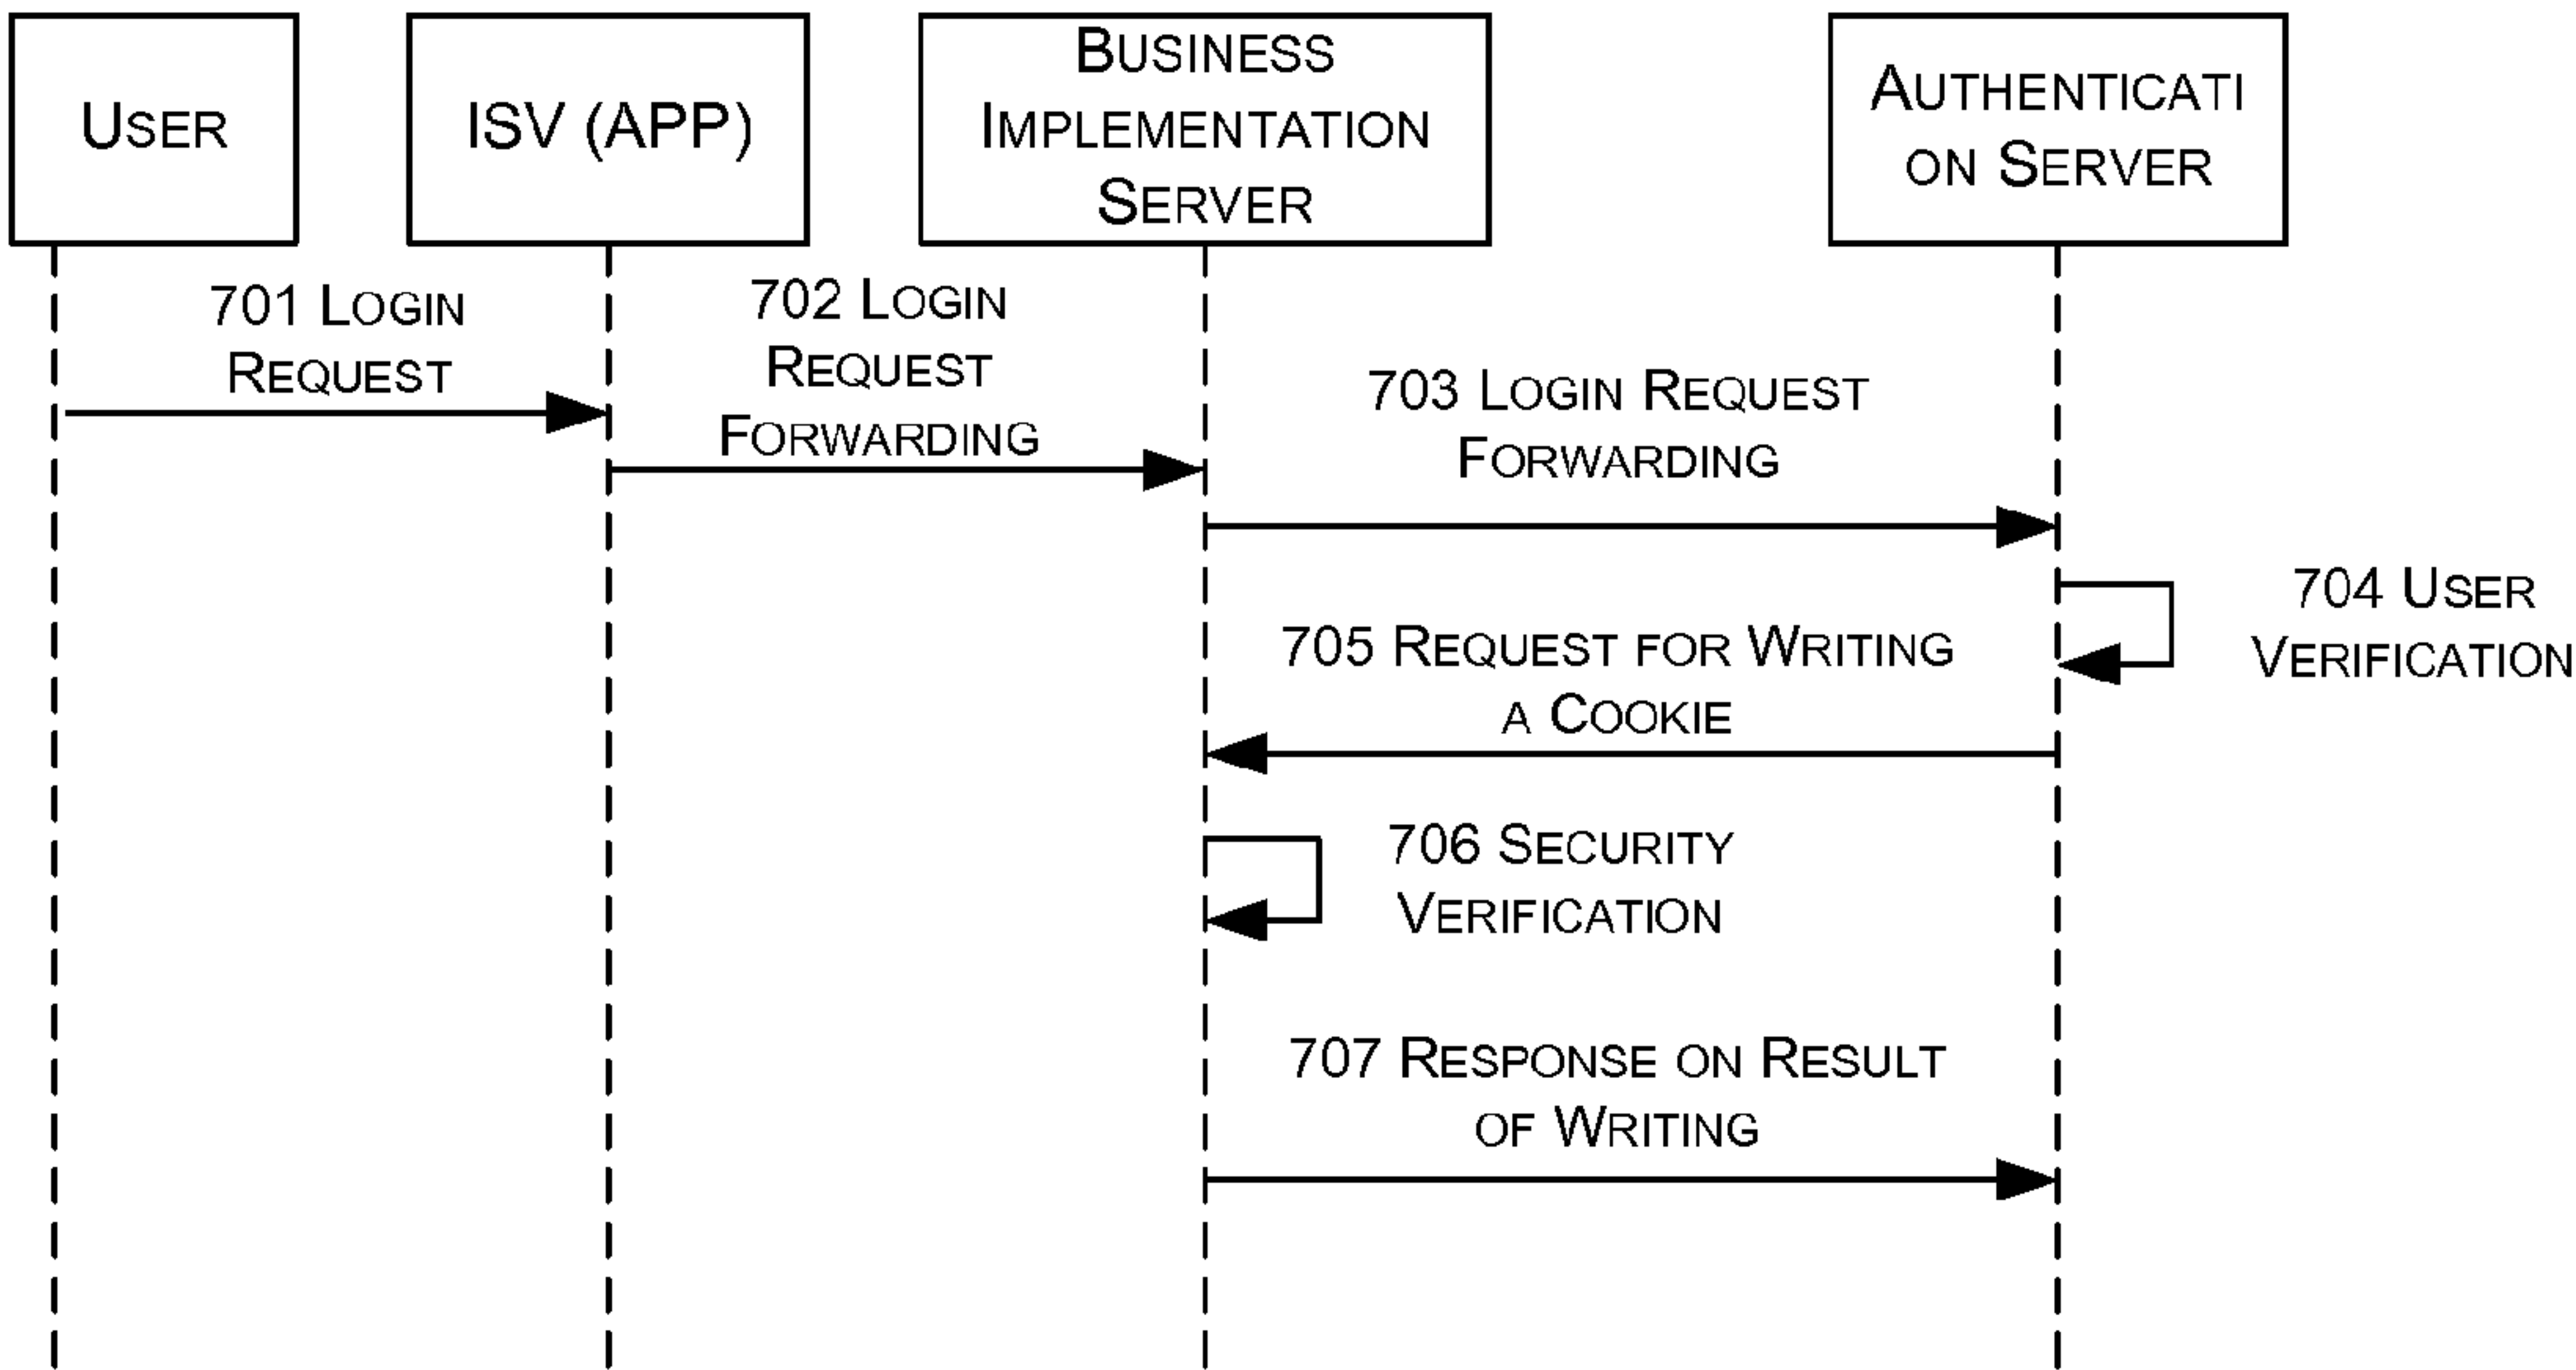 USER
ISV (APP)
BUSINESS
IMPLEMENTATION
SERVER
AUTHENTICATI
ON SERVER
701 LOGIN
REQUEST
702 LOGIN
REQUEST
FORWARDING
703 LOGIN REQUEST
FORWARDING
704 USER
VERIFICATION
705 REQUEST FOR WRITING
A COOKIE
706 SECURITY
VERIFICATION
707 RESPONSE ON RESULT
OF WRITING